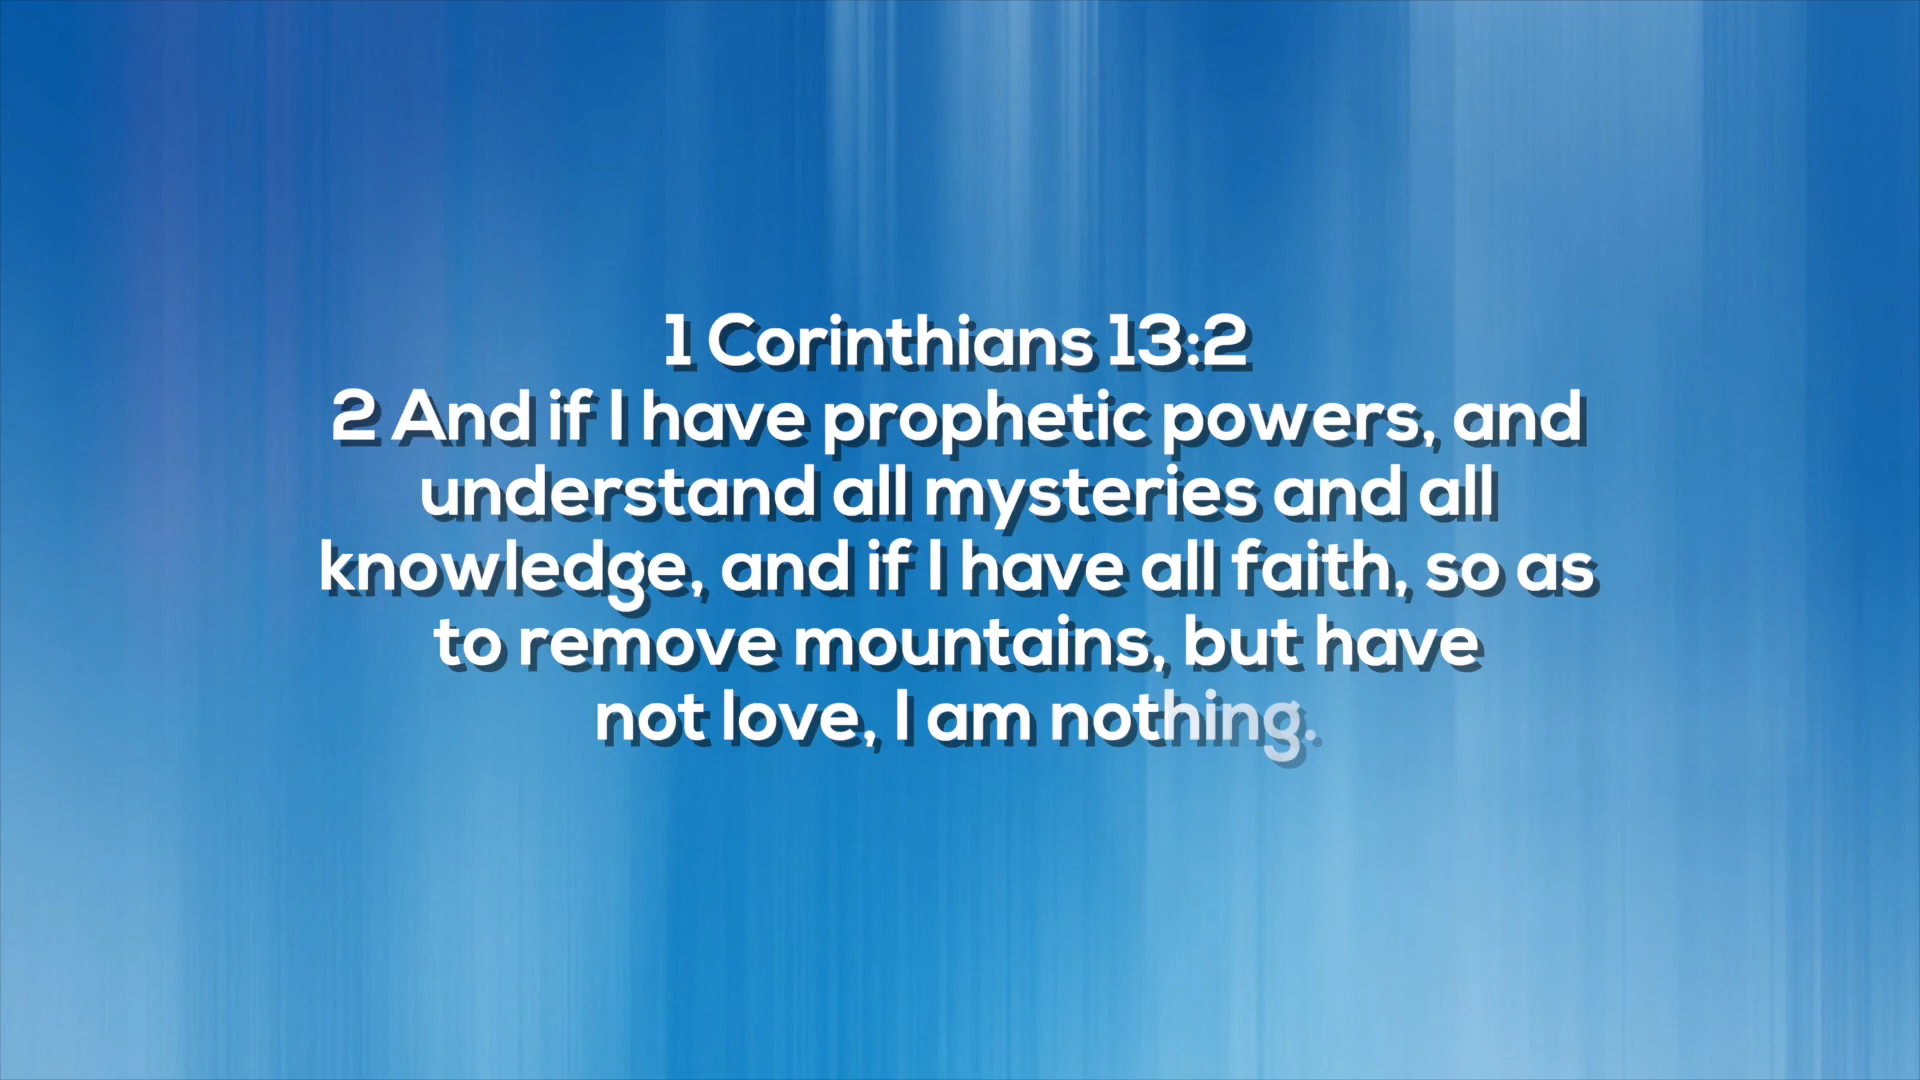 1 Corinthians 13:2
2 And if I have prophetic powers, and
understand all mysteries and all
knowledge, and if I have all faith, so as
to remove mountains, but have
not love, I am nothing.